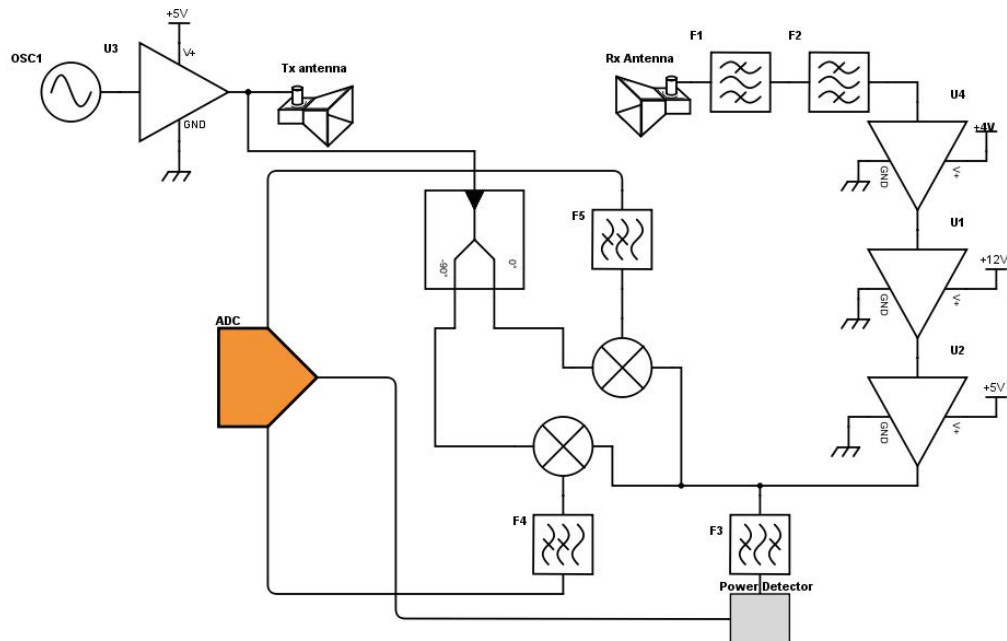 +5V
OSC1
U3
V+
GND
Tx antenna
Rx Antenna
F1
F2
U4
+4V
GND
V+
F5
-90°
0°
U1
+12V
GND
V+
ADC
U2
+5V
GND
V+
F4
F3
Power Detector